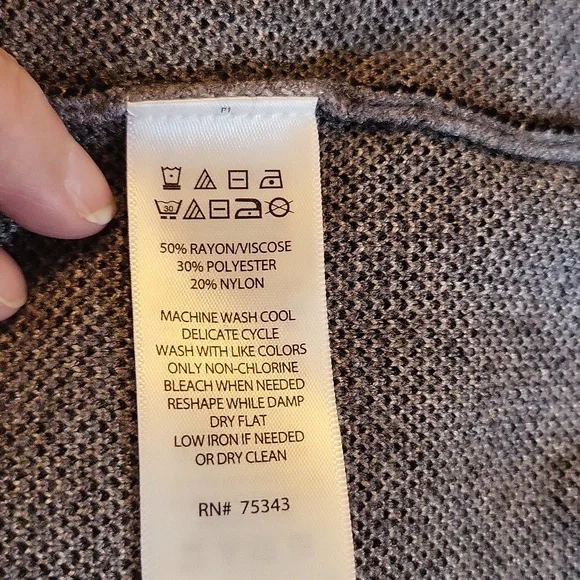 30
50% RAYON/VISCOSE
30% POLYESTER
20% NYLON
MACHINE WASH COOL
DELICATE CYCLE
WASH WITH LIKE COLORS
ONLY NON-CHLORINE
BLEACH WHEN NEEDED
RESHAPE WHILE DAMP
DRY FLAT
LOW IRON IF NEEDED
OR DRY CLEAN
RN# 75343